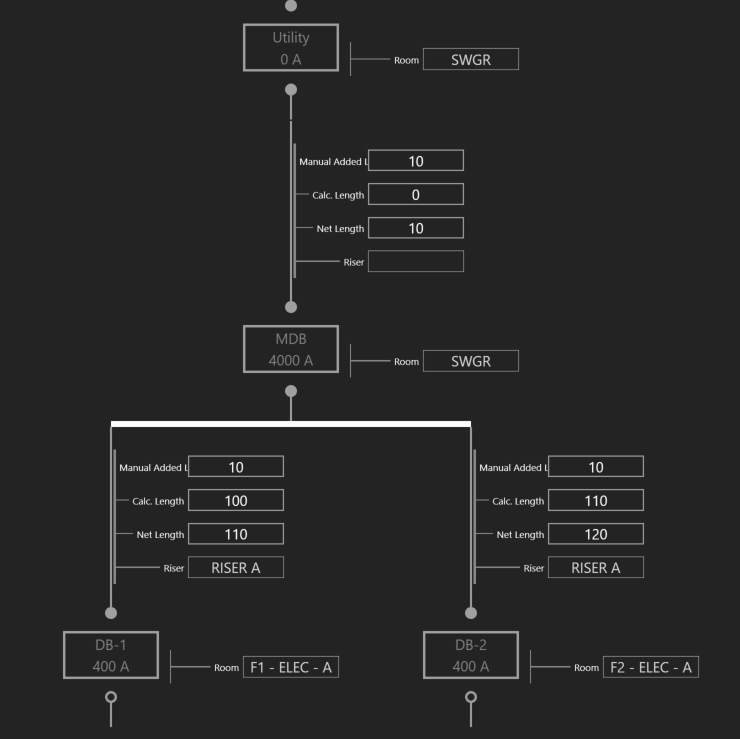 Utility
0 A
Room SWGR
Manual Added L 10
Calc. Length 0
Net Length 10
Riser
MDB
4000 A
Room SWGR
Manual Added L 10
Calc. Length 100
Net Length 110
Riser RISER A
Manual Added L 10
Calc. Length 110
Net Length 120
Riser RISER A
DB-1
400 A
Room F1 - ELEC - A
DB-2
400 A
Room F2 - ELEC - A